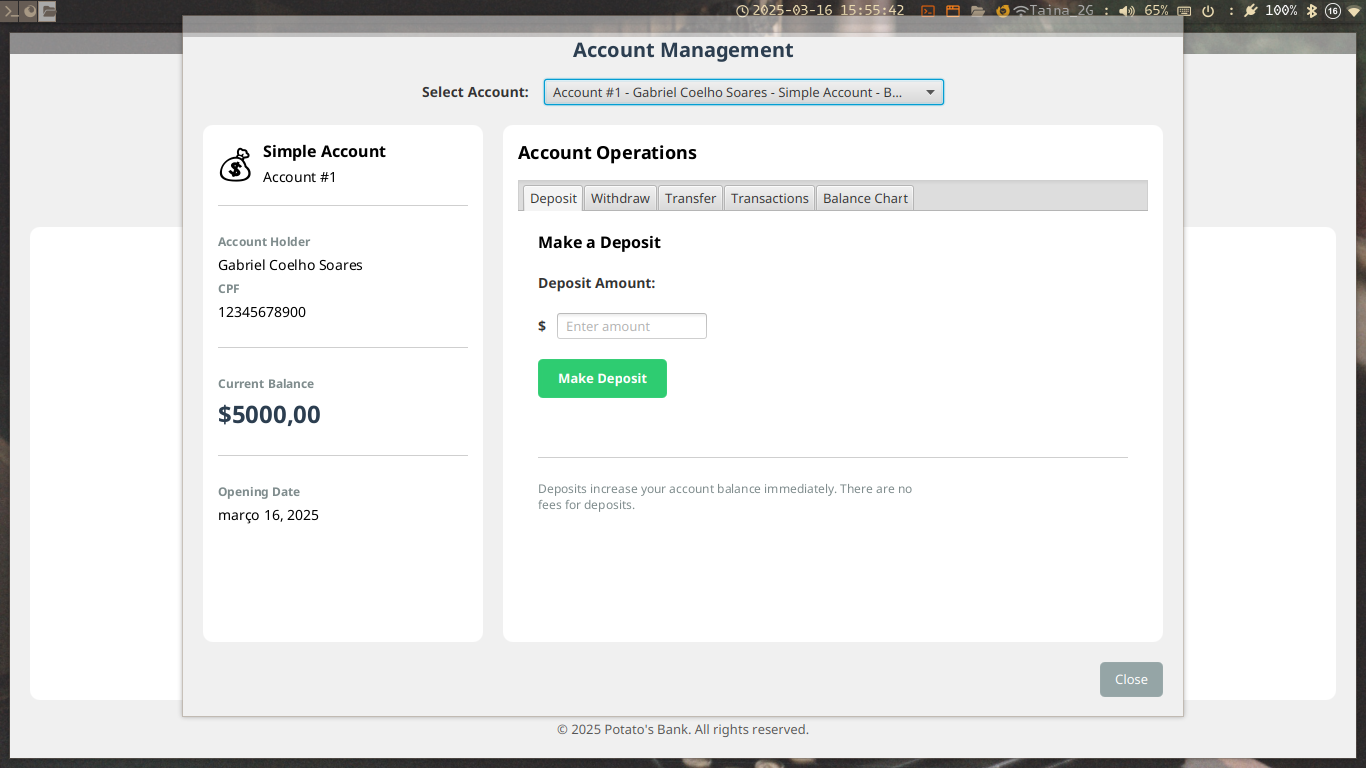 2025-03-16 15:55:42
Taina_2G : 65% : 100% 16
Account Management
Select Account: Account #1 - Gabriel Coelho Soares - Simple Account - B...
Simple Account
Account #1
Account Holder
Gabriel Coelho Soares
CPF
12345678900
Current Balance
$5000,00
Opening Date
março 16, 2025
Account Operations
Deposit Withdraw Transfer Transactions Balance Chart
Make a Deposit
Deposit Amount:
$ Enter amount
Make Deposit
Deposits increase your account balance immediately. There are no
fees for deposits.
Close
© 2025 Potato's Bank. All rights reserved.